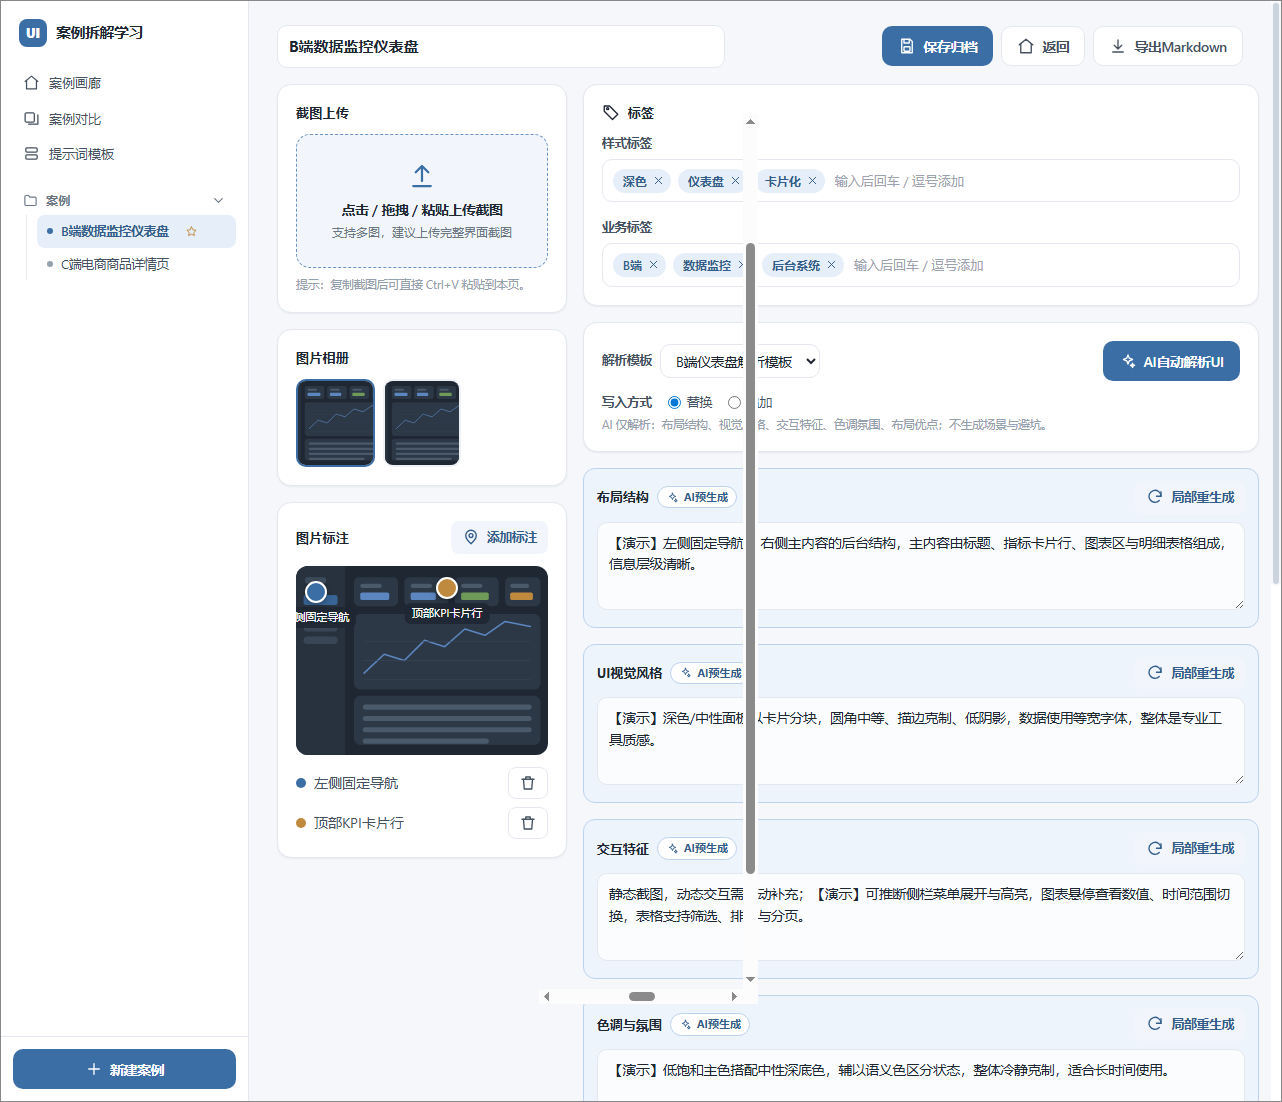 UI 案例拆解学习
案例画廊
案例对比
提示词模板
案例
B端数据监控仪表盘
C端电商商品详情页
新建案例
B端数据监控仪表盘
保存归档
返回
导出Markdown
截图上传
点击 / 拖拽 / 粘贴上传截图
支持多图，建议上传完整界面截图
提示：复制截图后可直接 Ctrl+V 粘贴到本页。
图片相册
图片标注
添加标注
侧固定导航
顶部KPI卡片行
左侧固定导航
顶部KPI卡片行
标签
样式标签
深色 仪表盘 卡片化 输入后回车 / 逗号添加
业务标签
B端 数据监控 后台系统 输入后回车 / 逗号添加
解析模板 B端仪表盘解析模板
AI自动解析UI
写入方式 替换 加
AI 仅解析：布局结构、视觉 格、交互特征、色调氛围、布局优点；不生成场景与避坑。
布局结构 AI预生成 局部重生成
【演示】左侧固定导航 右侧主内容的后台结构，主内容由标题、指标卡片行、图表区与明细表格组成，
信息层级清晰。
UI视觉风格 AI预生成 局部重生成
【演示】深色/中性面板 以卡片分块，圆角中等、描边克制、低阴影，数据使用等宽字体，整体是专业工
具质感。
交互特征 AI预生成 局部重生成
静态截图，动态交互需 动补充；【演示】可推断侧栏菜单展开与高亮，图表悬停查看数值、时间范围切
换，表格支持筛选、排 与分页。
色调与氛围 AI预生成 局部重生成
【演示】低饱和主色搭配中性深底色，辅以语义色区分状态，整体冷静克制，适合长时间使用。